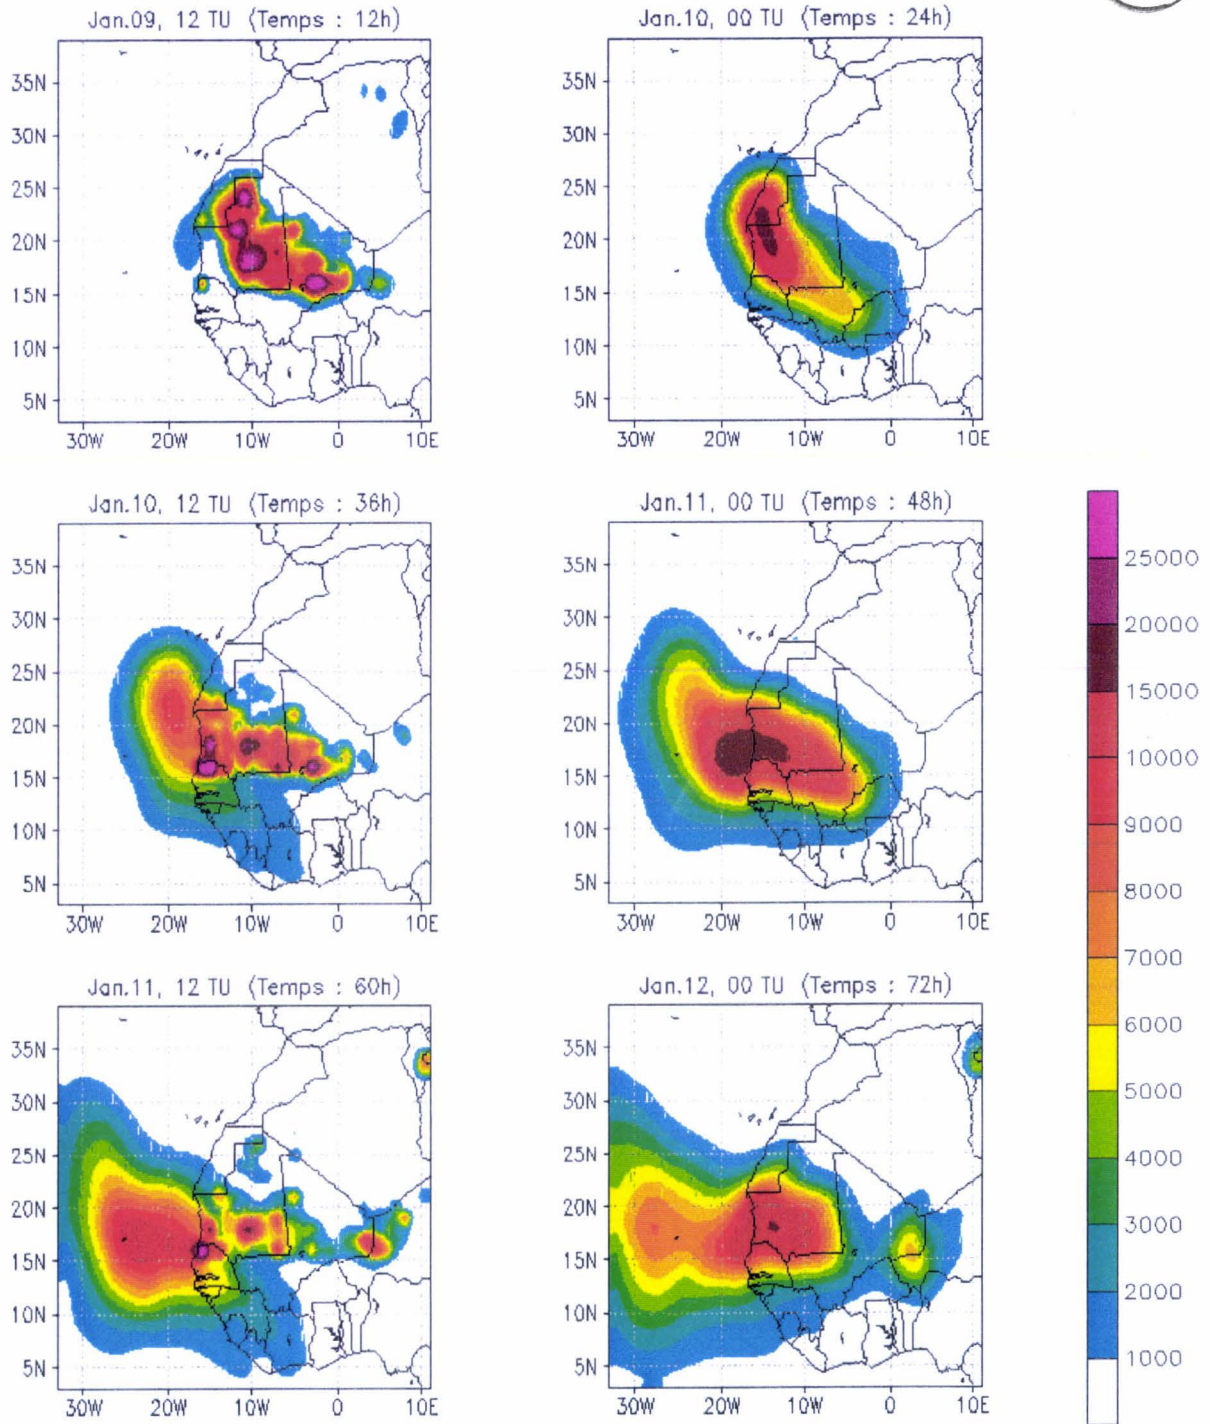 Jan.09, 12 TU (Temps : 12h)
35N
30N
25N
20N
15N
10N
5N
30W 20W 10W 0 10E
Jan.10, 00 TU (Temps : 24h)
35N
30N
25N
20N
15N
10N
5N
30W 20W 10W 0 10E
Jan.10, 12 TU (Temps : 36h)
35N
30N
25N
20N
15N
10N
5N
30W 20W 10W 0 10E
Jan.11, 00 TU (Temps : 48h)
35N
30N
25N
20N
15N
10N
5N
30W 20W 10W 0 10E
Jan.11, 12 TU (Temps : 60h)
35N
30N
25N
20N
15N
10N
5N
30W 20W 10W 0 10E
Jan.12, 00 TU (Temps : 72h)
35N
30N
25N
20N
15N
10N
5N
30W 20W 10W 0 10E
25000
20000
15000
10000
9000
8000
7000
6000
5000
4000
3000
2000
1000